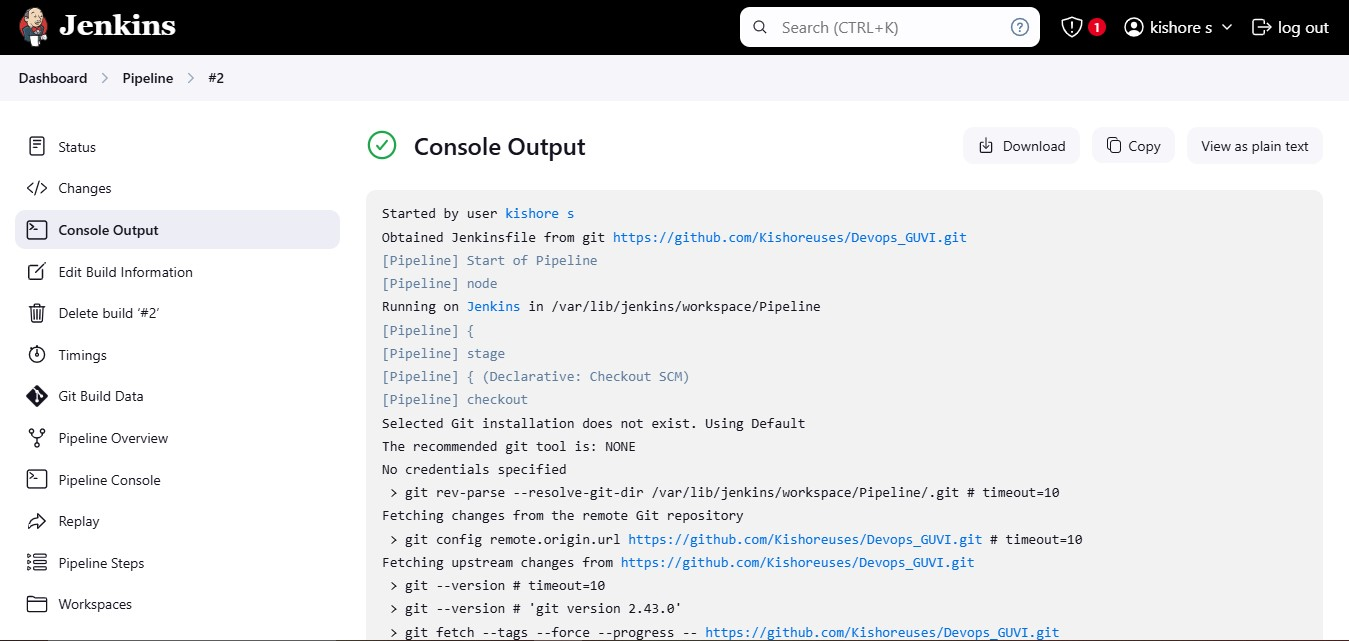 Jenkins
Search (CTRL+K)
1
kishore s
log out
Dashboard
Pipeline
#2
Status
Changes
Console Output
Edit Build Information
Delete build ‘#2’
Timings
Git Build Data
Pipeline Overview
Pipeline Console
Replay
Pipeline Steps
Workspaces
Console Output
Download
Copy
View as plain text
Started by user kishore s
Obtained Jenkinsfile from git https://github.com/Kishoreuses/Devops_GUVI.git
[Pipeline] Start of Pipeline
[Pipeline] node
Running on Jenkins in /var/lib/jenkins/workspace/Pipeline
[Pipeline] {
[Pipeline] stage
[Pipeline] { (Declarative: Checkout SCM)
[Pipeline] checkout
Selected Git installation does not exist. Using Default
The recommended git tool is: NONE
No credentials specified
> git rev-parse --resolve-git-dir /var/lib/jenkins/workspace/Pipeline/.git # timeout=10
Fetching changes from the remote Git repository
> git config remote.origin.url https://github.com/Kishoreuses/Devops_GUVI.git # timeout=10
Fetching upstream changes from https://github.com/Kishoreuses/Devops_GUVI.git
> git --version # timeout=10
> git --version # 'git version 2.43.0'
> git fetch --tags --force --progress -- https://github.com/Kishoreuses/Devops_GUVI.git